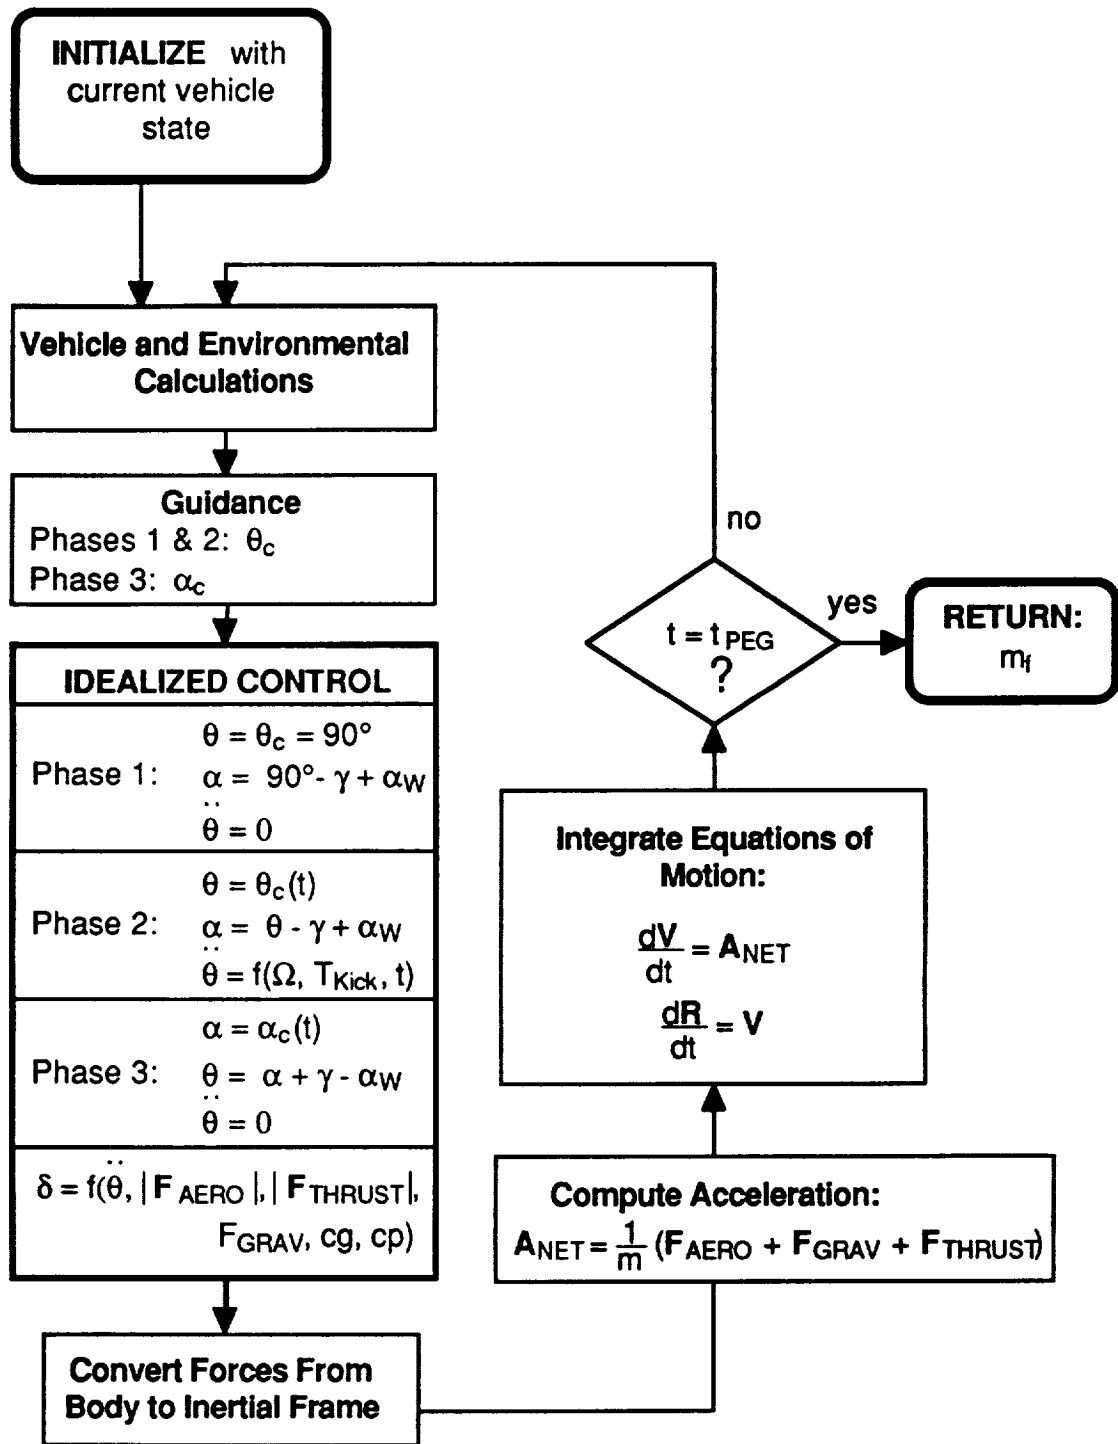 INITIALIZE with
current vehicle
state
Vehicle and Environmental
Calculations
Guidance
Phases 1 & 2: θc
Phase 3: αc
IDEALIZED CONTROL
θ = θc = 90°
Phase 1: α = 90° - γ + αW
θ̈ = 0
θ = θc(t)
Phase 2: α = θ - γ + αW
θ̈ = f(Ω, TKick, t)
α = αc(t)
Phase 3: θ = α + γ - αW
θ̈ = 0
δ = f(θ̈, |FAERO|, |FTHRUST|,
FGRAV, cg, cp)
Convert Forces From
Body to Inertial Frame
Compute Acceleration:
ANET = 1/m (FAERO + FGRAV + FTHRUST)
Integrate Equations of
Motion:
dV/dt = ANET
dR/dt = V
t = tPEG
?
no
yes
RETURN:
mf